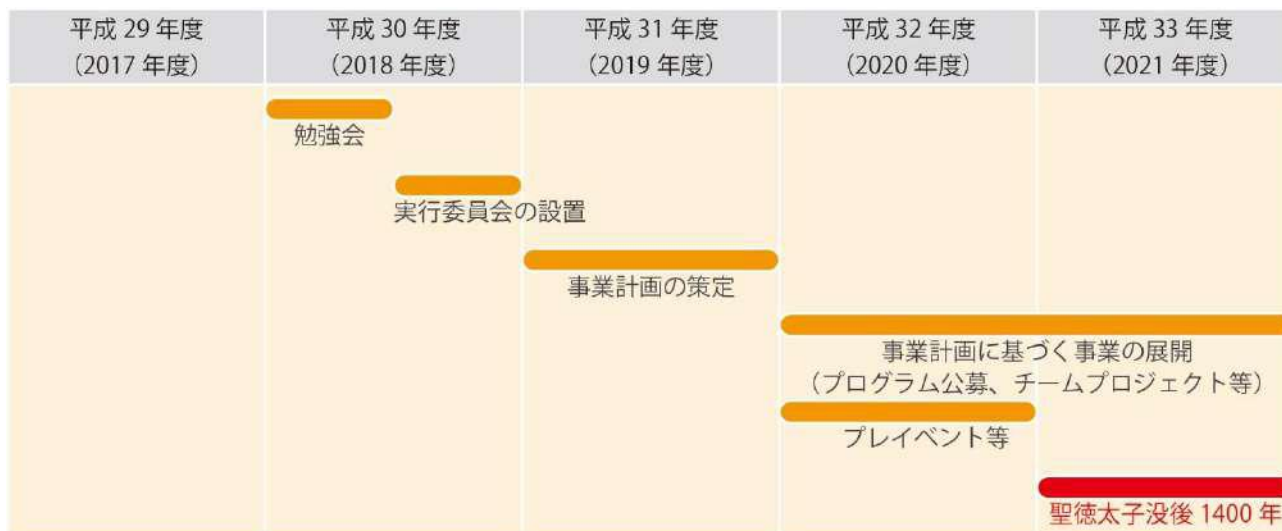 平成 29 年度
（2017 年度）
平成 30 年度
（2018 年度）
平成 31 年度
（2019 年度）
平成 32 年度
（2020 年度）
平成 33 年度
（2021 年度）
勉強会
実行委員会の設置
事業計画の策定
事業計画に基づく事業の展開
（プログラム公募、チームプロジェクト等）
プレイベント等
聖徳太子没後 1400 年